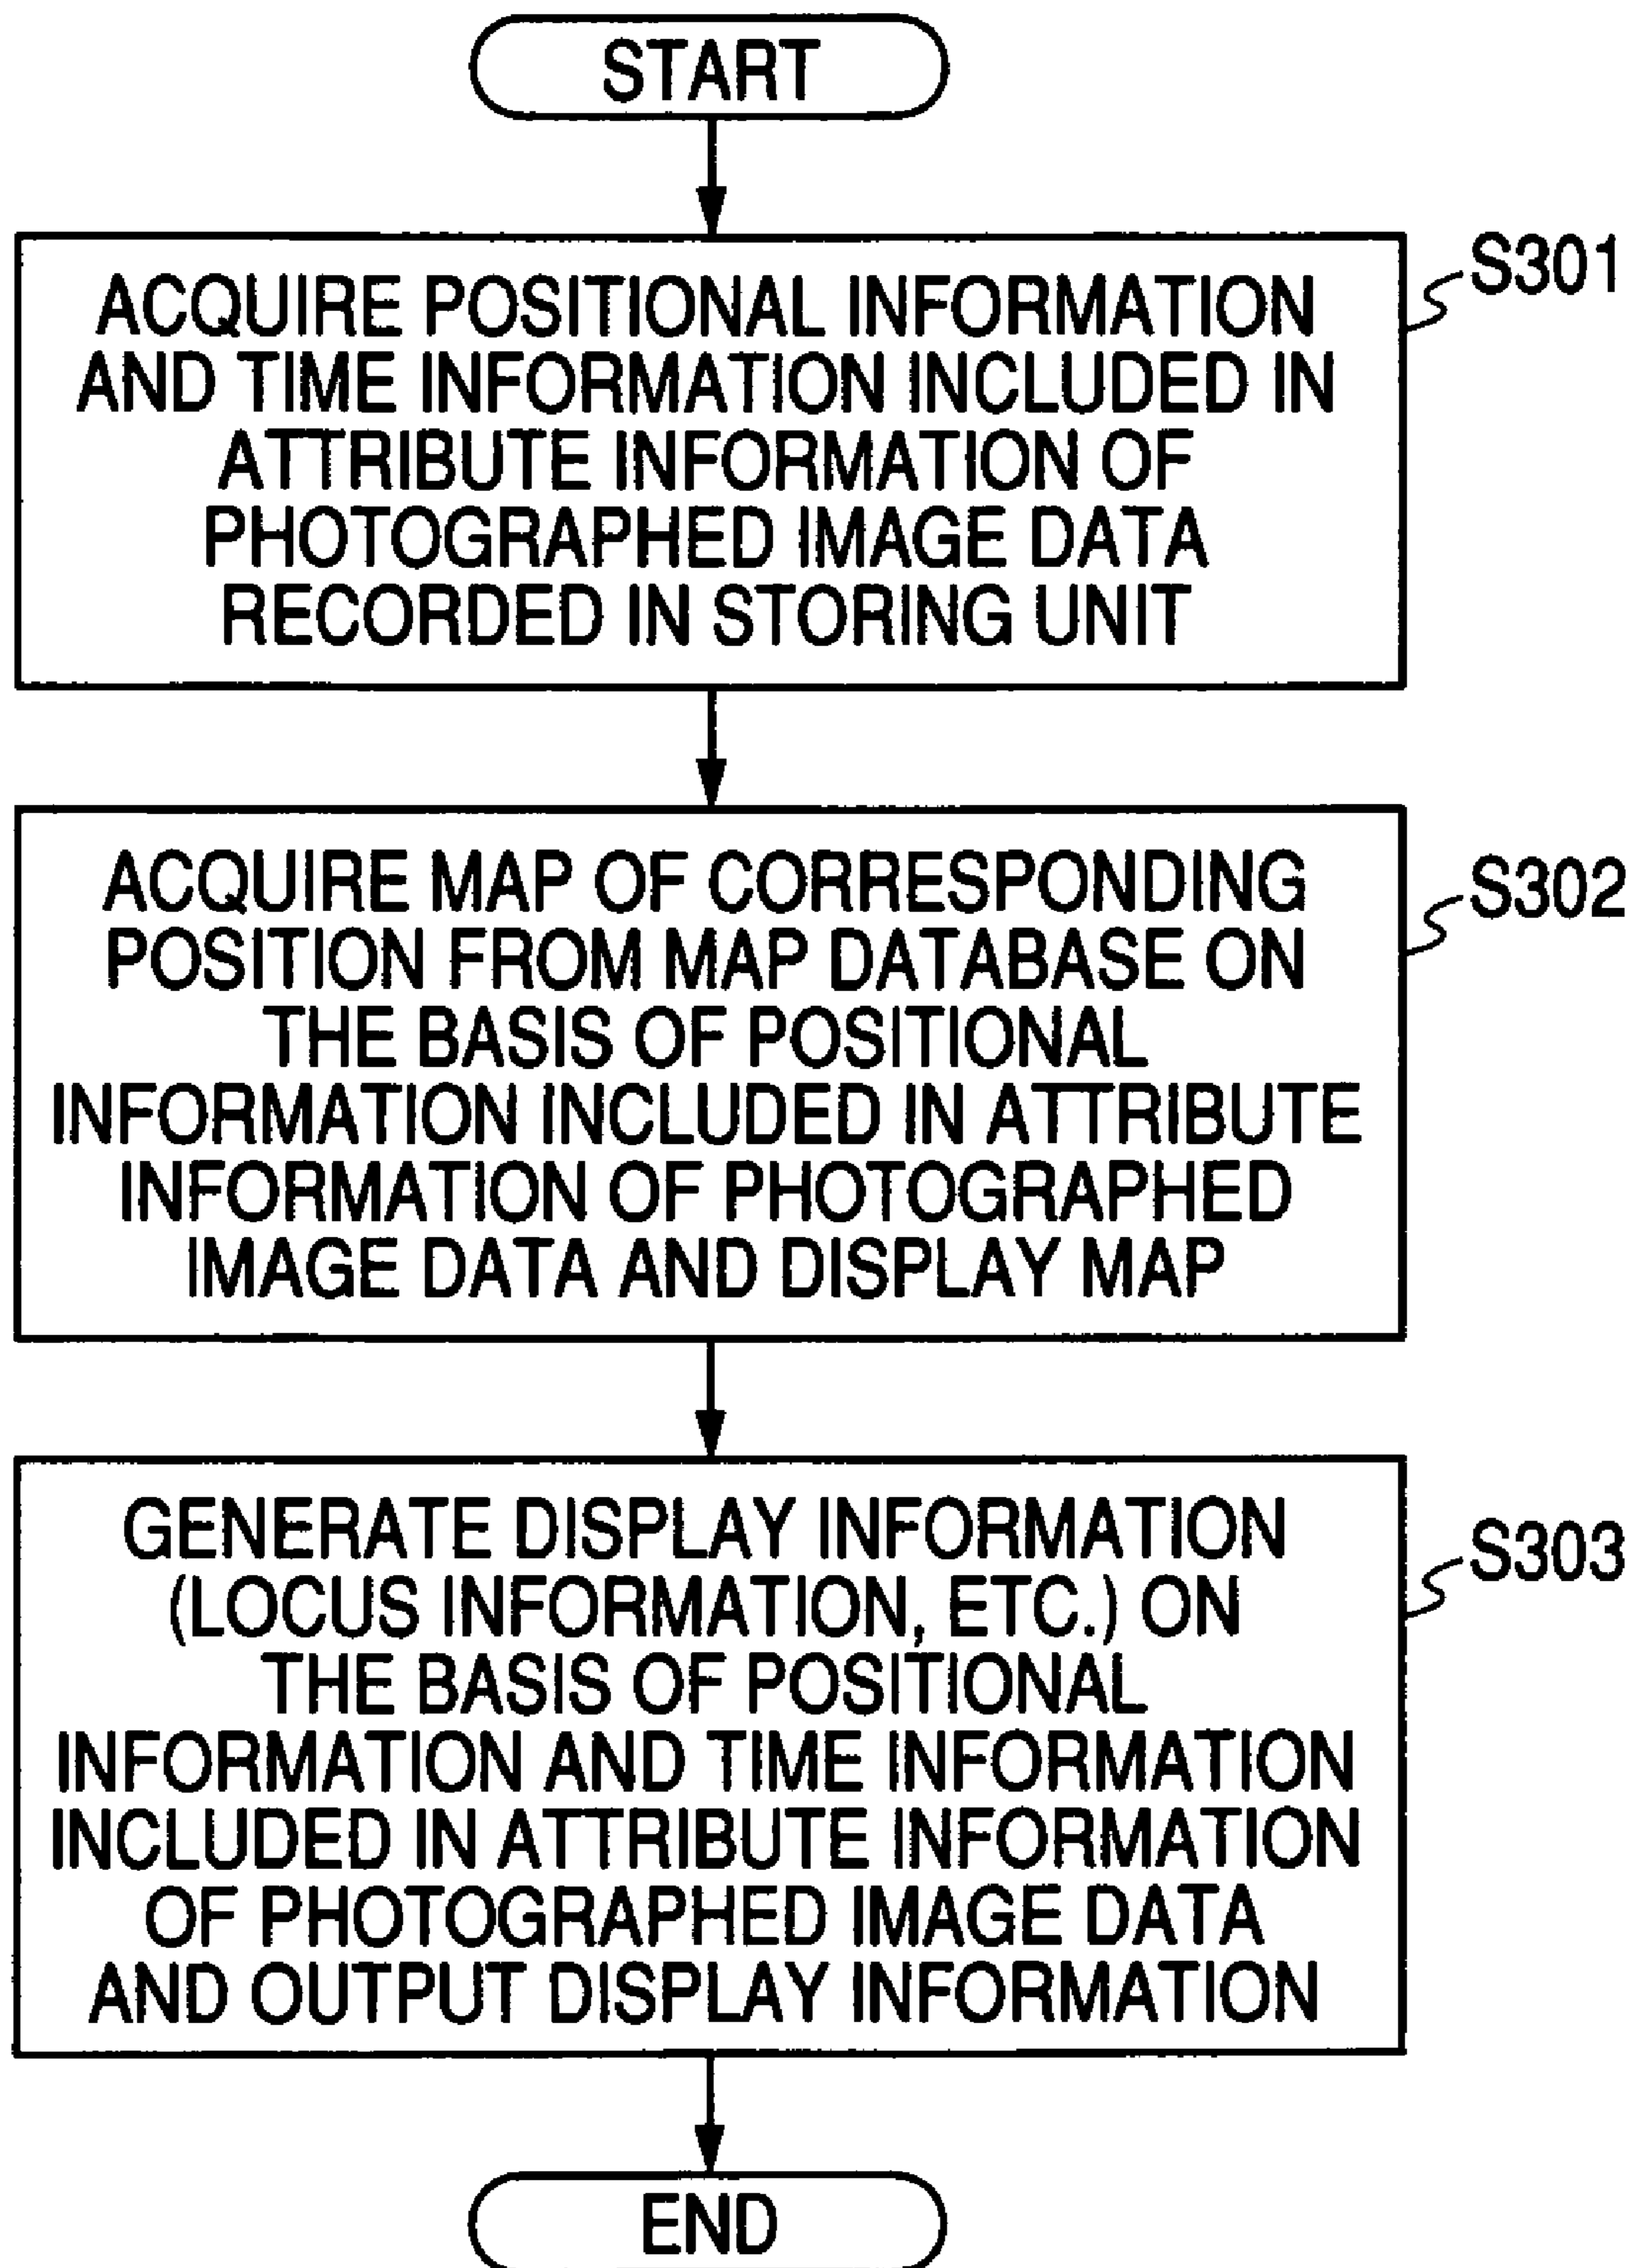 START
S301
ACQUIRE POSITIONAL INFORMATION
AND TIME INFORMATION INCLUDED IN
ATTRIBUTE INFORMATION OF
PHOTOGRAPHED IMAGE DATA
RECORDED IN STORING UNIT
S302
ACQUIRE MAP OF CORRESPONDING
POSITION FROM MAP DATABASE ON
THE BASIS OF POSITIONAL
INFORMATION INCLUDED IN ATTRIBUTE
INFORMATION OF PHOTOGRAPHED
IMAGE DATA AND DISPLAY MAP
S303
GENERATE DISPLAY INFORMATION
(LOCUS INFORMATION, ETC.) ON
THE BASIS OF POSITIONAL
INFORMATION AND TIME INFORMATION
INCLUDED IN ATTRIBUTE INFORMATION
OF PHOTOGRAPHED IMAGE DATA
AND OUTPUT DISPLAY INFORMATION
END